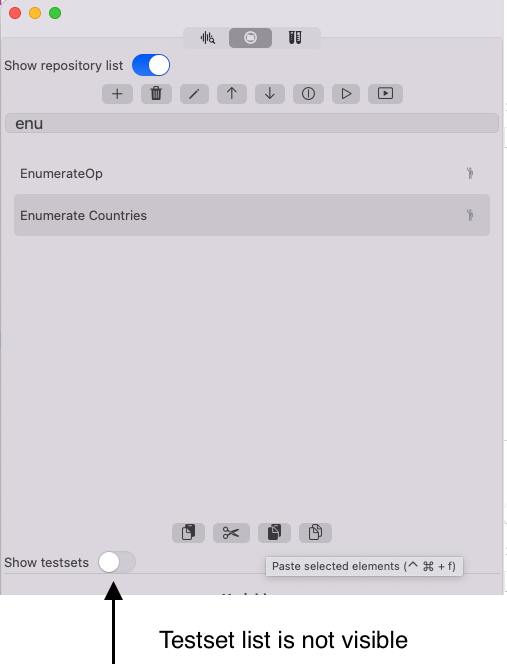 Show repository list
enu
EnumerateOp
Enumerate Countries
Show testsets
Paste selected elements (^ ⌘ + f)
Testset list is not visible